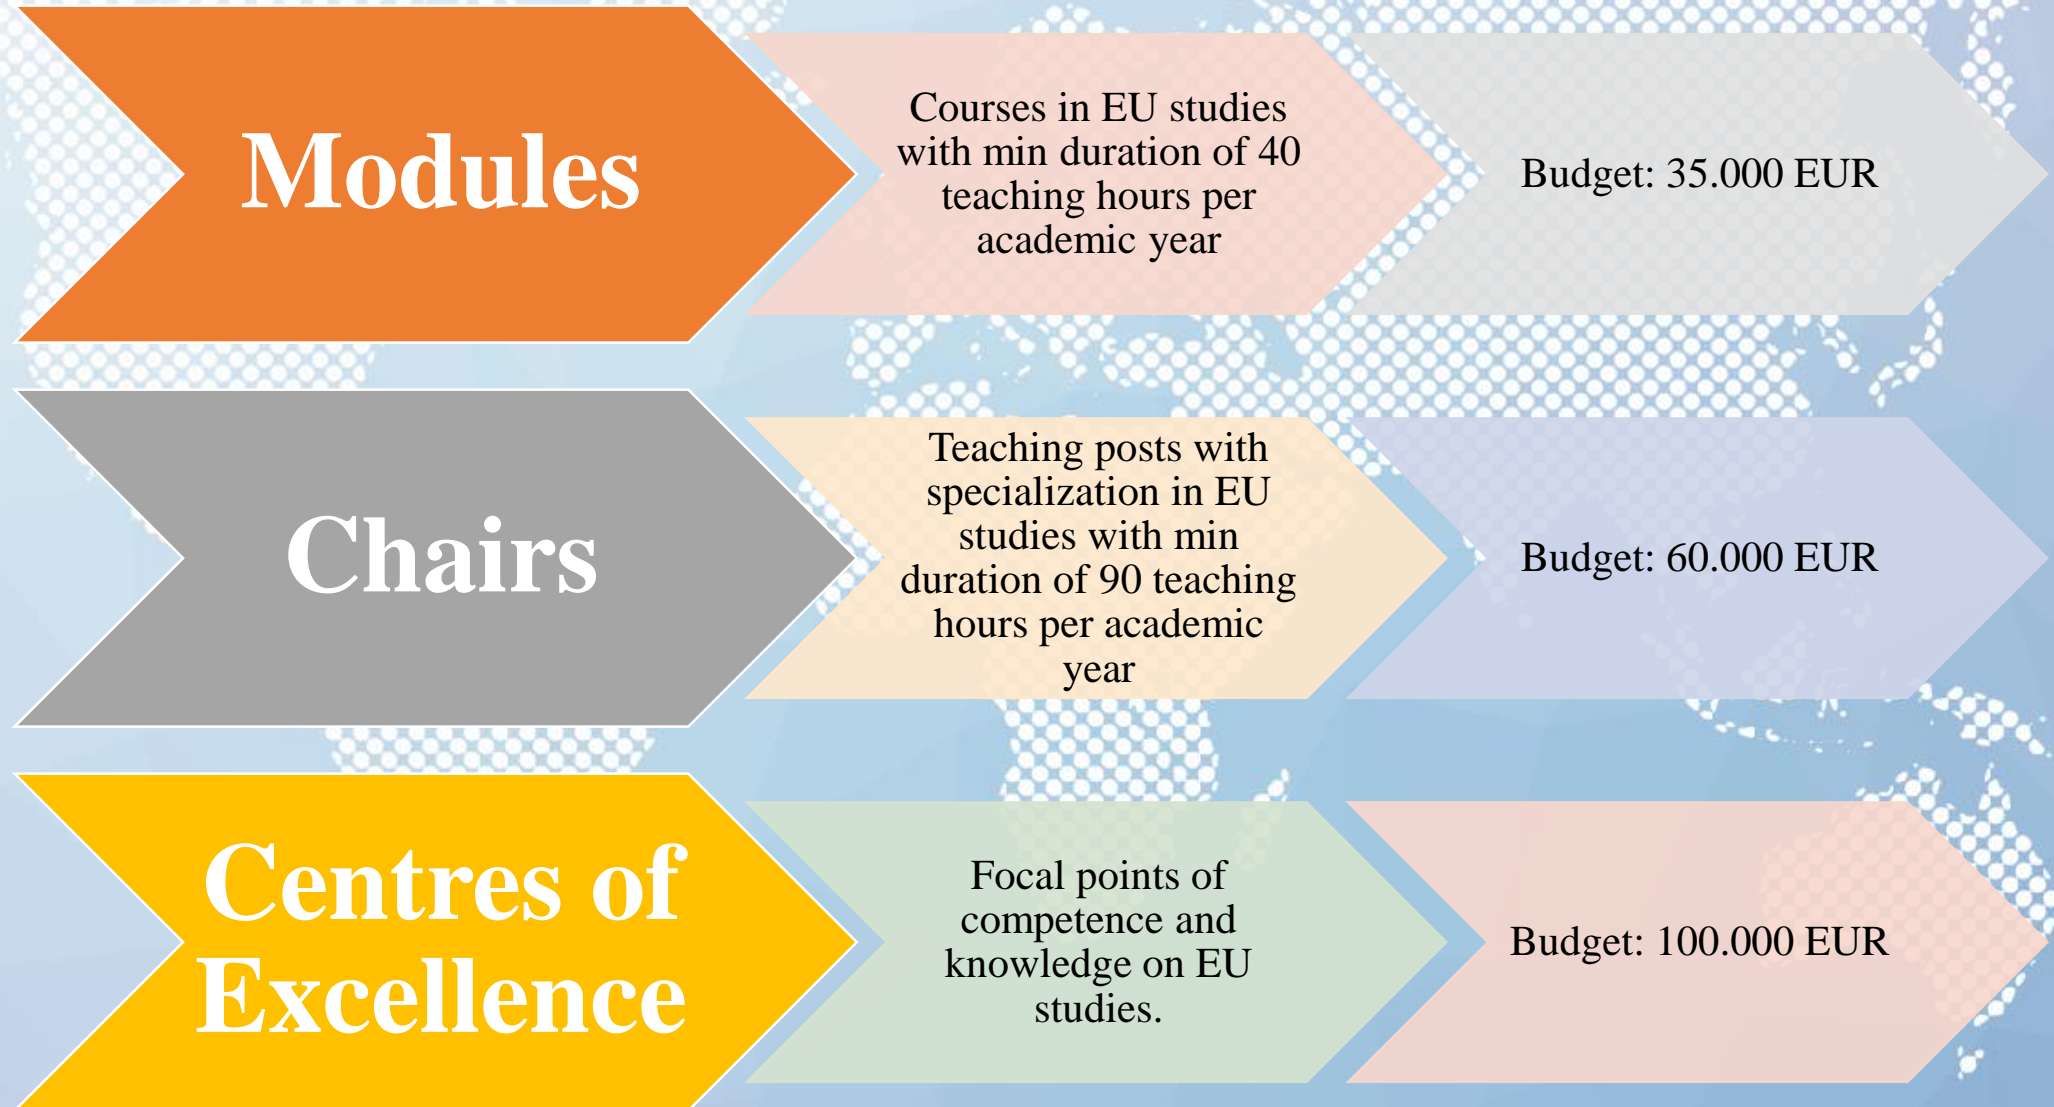 Modules
Courses in EU studies
with min duration of 40
teaching hours per
academic year
Budget: 35.000 EUR
Chairs
Teaching posts with
specialization in EU
studies with min
duration of 90 teaching
hours per academic
year
Budget: 60.000 EUR
Centres of
Excellence
Focal points of
competence and
knowledge on EU
studies.
Budget: 100.000 EUR